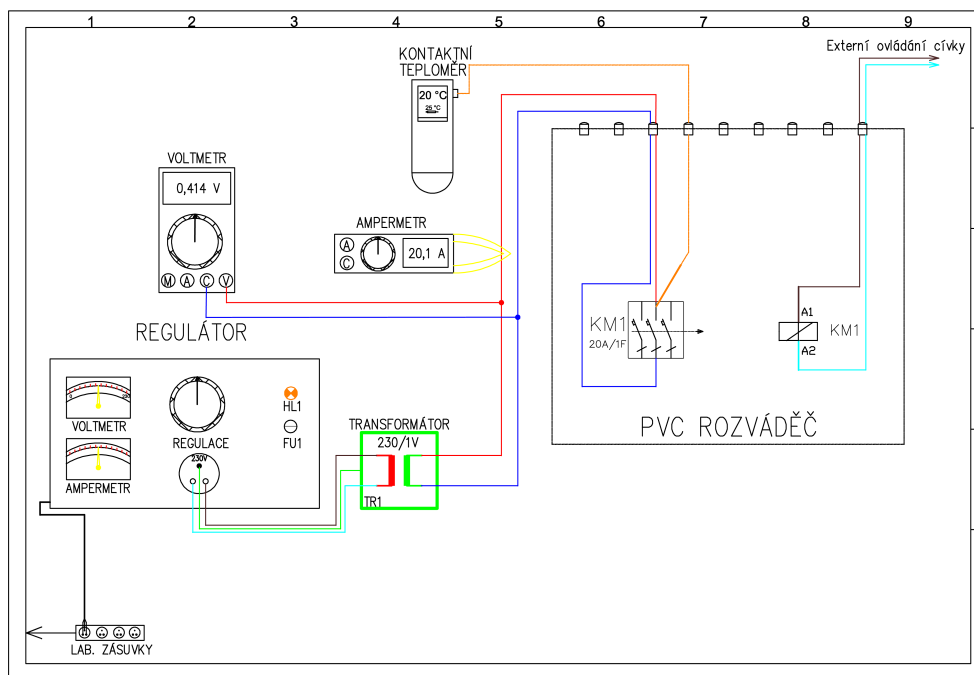 1 2 3 4 5 6 7 8 9
Externí ovládání cívky
KONTAKTNÍ
TEPLOMĚR
20 °C
25 °C
VOLTMETR
0,414 V
M A C V
AMPERMETR
A
C
20,1 A
REGULÁTOR
VOLTMETR
AMPERMETR
REGULACE
230V
HL1
FU1
TRANSFORMÁTOR
230/1V
TR1
KM1
20A/1F
A1
A2
KM1
PVC ROZVÁDĚČ
LAB. ZÁSUVKY